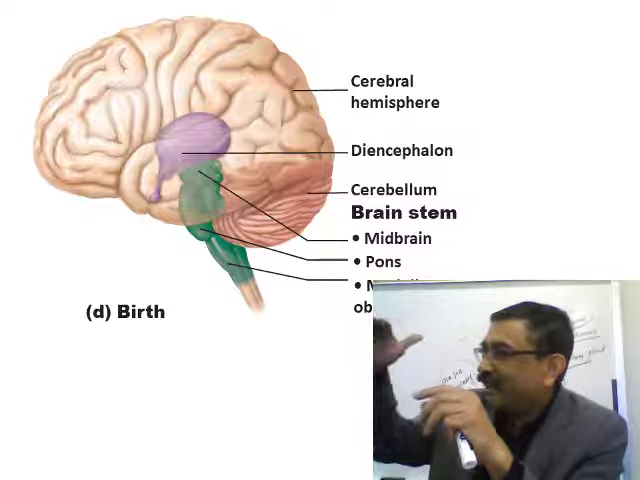 Cerebral
hemisphere
Diencephalon
Cerebellum
Brain stem
• Midbrain
• Pons
•
(d) Birth